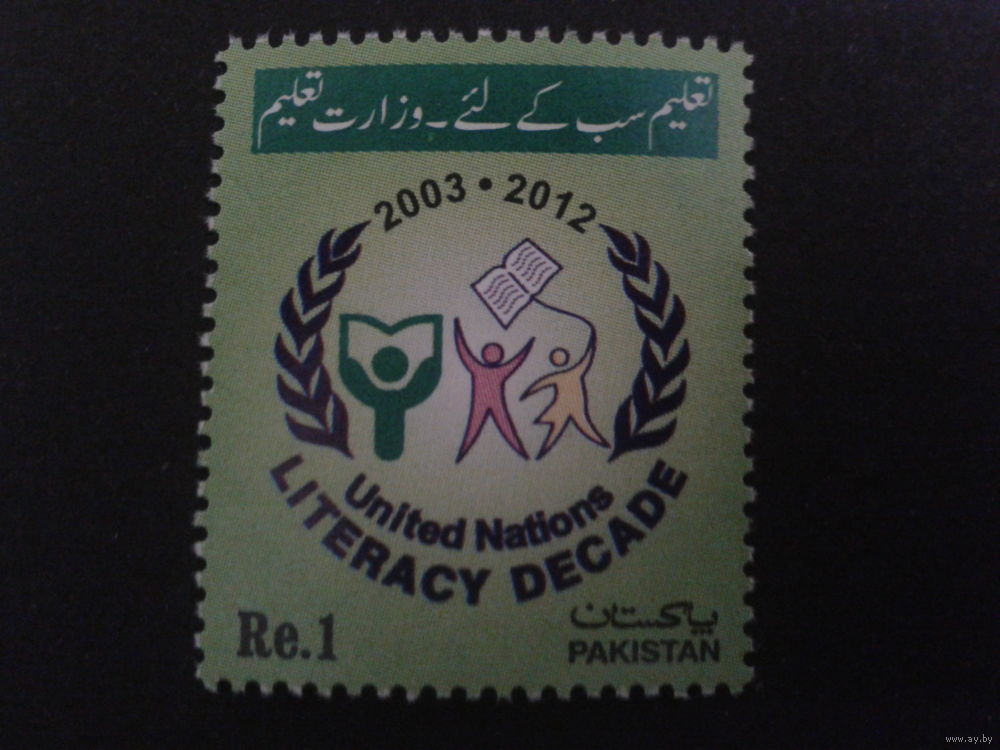 تعلیم سب کے لئے - وزارت تعلیم
2003 • 2012
United Nations
LITERACY DECADE
Re.1
پاکستان
PAKISTAN
www.ay.by